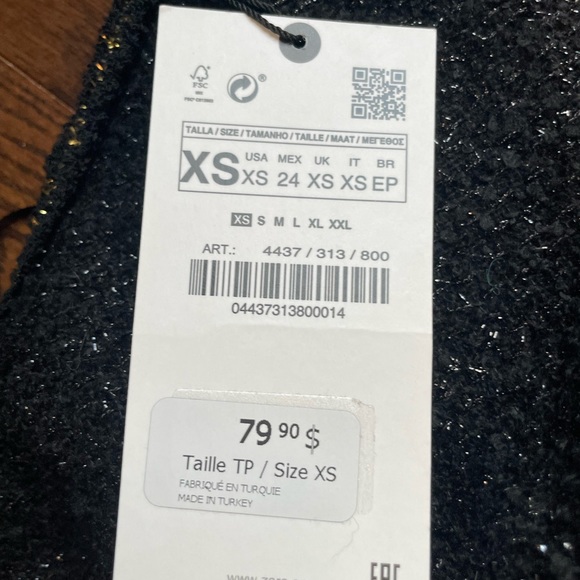 FSC
®
TALLA / SIZE / TAMANHO / TAILLE / MAAT / ΜΕΓΕΘΟΣ
XS USA MEX UK IT BR
XS 24 XS XS EP
XS S M L XL XXL
ART.: 4437 / 313 / 800
04437313800014
79 90 $
Taille TP / Size XS
FABRIQUÉ EN TURQUIE
MADE IN TURKEY
EAC